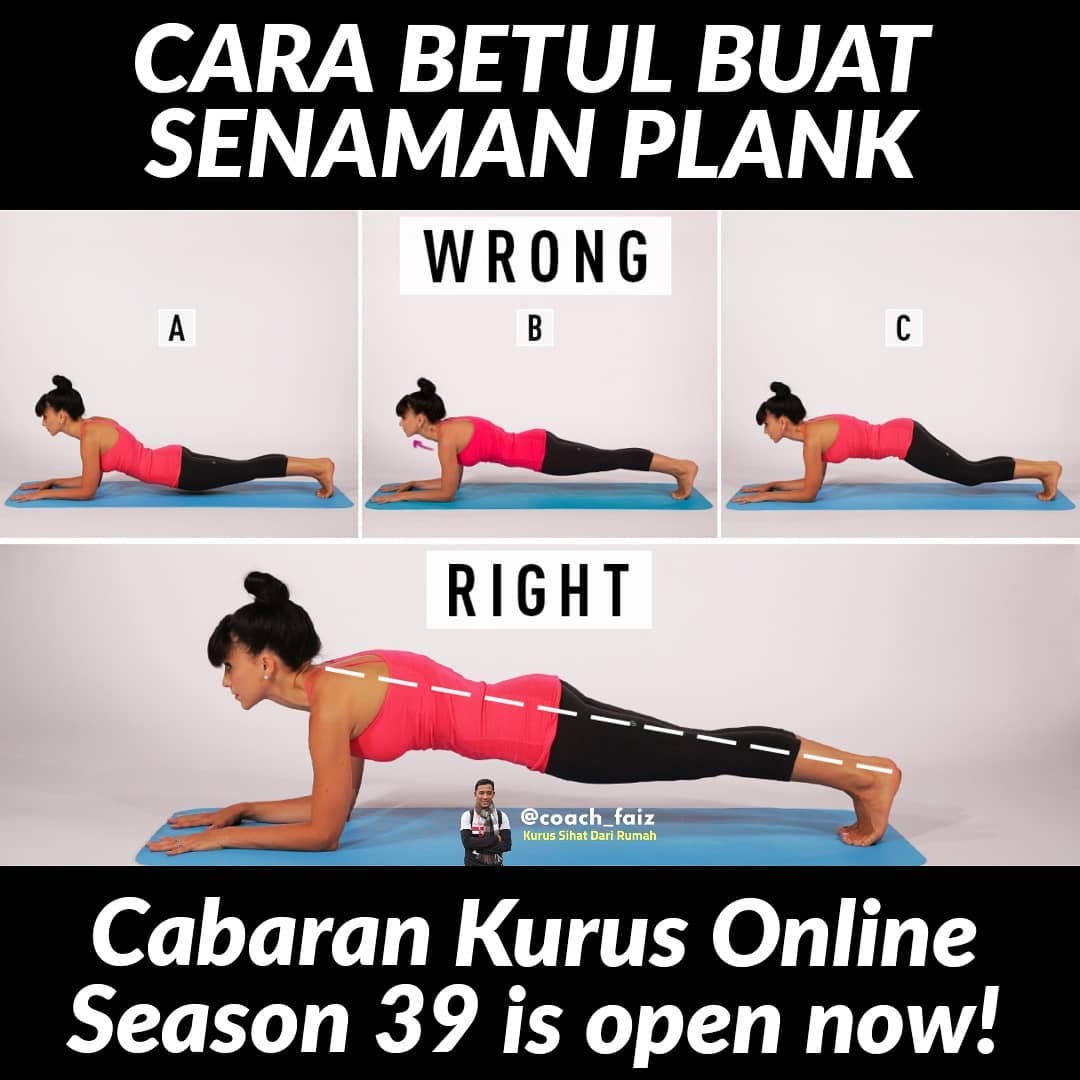 CARA BETUL BUAT
SENAMAN PLANK
WRONG
A
B
C
RIGHT
@coach_faiz
Kurus Sihat Dari Rumah
Cabaran Kurus Online
Season 39 is open now!